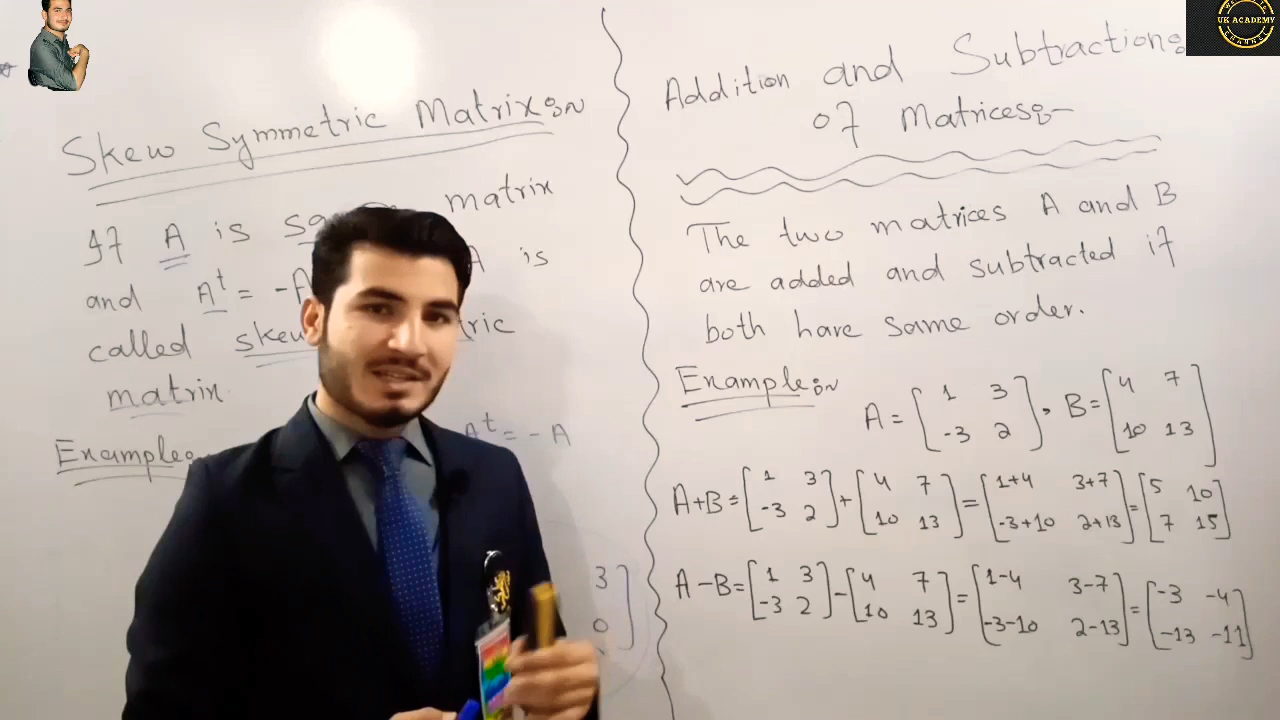 UK ACADEMY
Skew Symmetric Matrix:~
If A is matrix
and Aᵗ = -A A is
called skew
matrix.
Example:
Aᵗ = - A
3
0
Addition and Subtraction:
of Matrices:-
The two matrices A and B
are added and subtracted if
both have same order.
Example:~
A = [1 3 -3 2], B = [4 7 10 13]
A+B = [1 3 -3 2] + [4 7 10 13] = [1+4 3+7 -3+10 2+13] = [5 10 7 15]
A-B = [1 3 -3 2] - [4 7 10 13] = [1-4 3-7 -3-10 2-13] = [-3 -4 -13 -11]